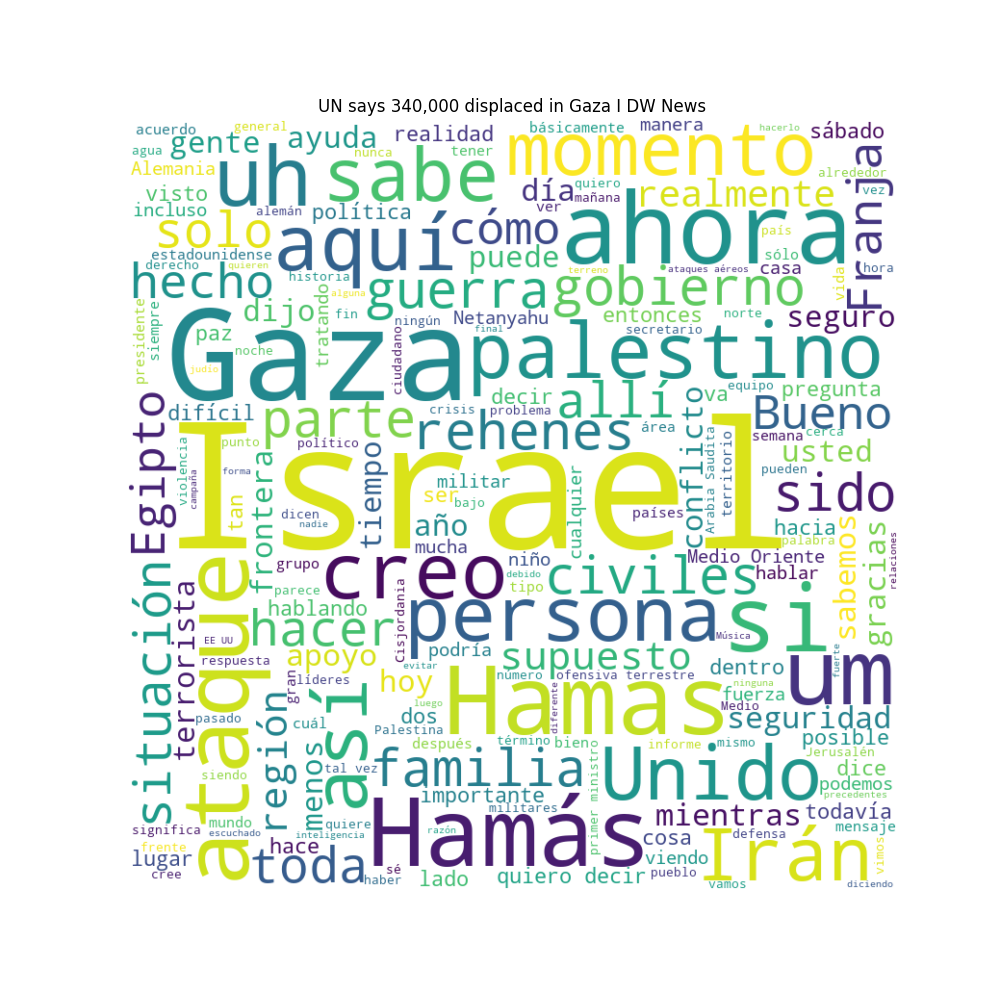 UN says 340,000 displaced in Gaza I DW News
acuerdo
general
básicamente
manera
hacerlo
sábado
agua
gente
ayuda
realidad
nunca
tener
momento
alrededor
Alemania
uh
sabe
día
quiero
mañana
realmente
vez
Franja
visto
incluso
alemán
política
ver
solo
aquí
cómo
ahora
país
estadounidense
derecho
quieren
puede
sólo
hora
hecho
historia
terreno
ataques aéreos
casa
vida
alguna
guerra
gobierno
presidente
siempre
dijo
tratando
fin
ningún
Netanyahu
entonces
norte
seguro
paz
noche
final
secretario
judío
Gaza
ciudadano
palestino
difícil
parte
decir
allí
va
equipo
pregunta
crisis
problema
Egipto
punto
político
rehenes
área
conflicto
Bueno
semana
cerca
violencia
campaña
forma
frontera
tiempo
militar
cualquier
Arabia Saudita
territorio
usted
pueden
Israel
tan
ser
bajo
países
sido
dicen
nadie
año
mucha
hacia
palabra
grupo
niño
Medio Oriente
hablar
sabemos
gracias
relaciones
creo
debido
tipo
civiles
situación
terrorista
ataque
parece
hablando
Cisjordania
persona
si
hacer
EE UU
Música
respuesta
apoyo
podría
supuesto
dentro
um
fuerte
gran
líderes
evitar
número
ofensiva terrestre
ninguna
hoy
Hamas
diferente
fuerza
Medio
región
así
luego
pasado
cuál
dos
Palestina
seguridad
posible
menos
después
término
bien
informe
mismo
Jerusalén
siendo
tal vez
familia
primer ministro
Unido
dice
podemos
importante
precedentes
mundo
quiere
militares
mientras
todavía
significa
escuchado
inteligencia
Hamás
razón
cosa
defensa
mensaje
frente
hace
Irán
vimos
lugar
toda
viendo
cree
sé
haber
lado
quiero decir
pueblo
vamos
diciendo